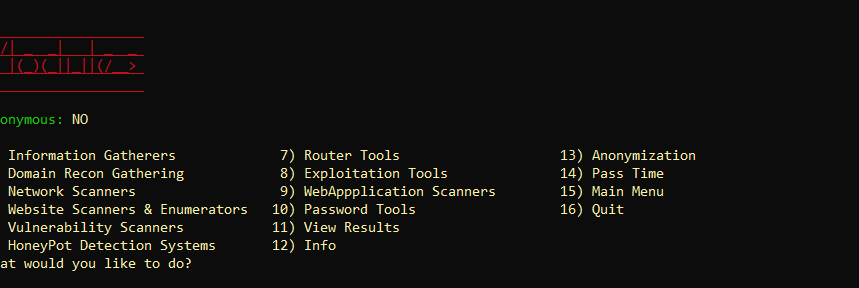 onymous: NO
Information Gatherers 7) Router Tools 13) Anonymization
Domain Recon Gathering 8) Exploitation Tools 14) Pass Time
Network Scanners 9) WebAppplication Scanners 15) Main Menu
Website Scanners & Enumerators 10) Password Tools 16) Quit
Vulnerability Scanners 11) View Results
HoneyPot Detection Systems 12) Info
at would you like to do?